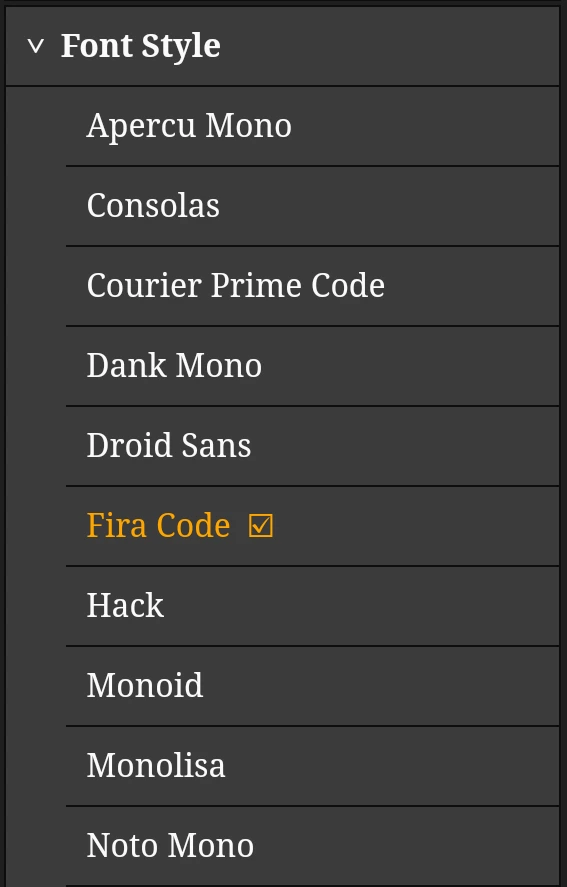 Font Style
Apercu Mono
Consolas
Courier Prime Code
Dank Mono
Droid Sans
Fira Code ☑
Hack
Monoid
Monolisa
Noto Mono